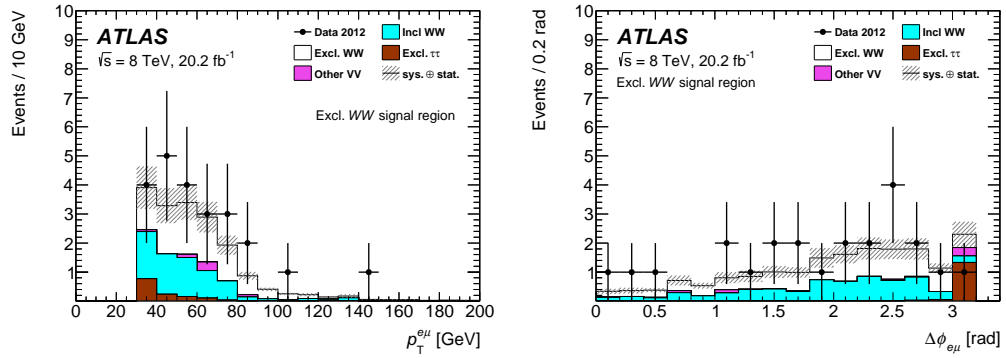 Events / 10 GeV
10
9
8
7
6
5
4
3
2
1
ATLAS
√s = 8 TeV, 20.2 fb⁻¹
Data 2012
Excl. WW
Other VV
Incl WW
Excl. ττ
sys. ⊕ stat.
Excl. WW signal region
0 20 40 60 80 100 120 140 160 180 200
p_T^{eμ} [GeV]
Events / 0.2 rad
10
9
8
7
6
5
4
3
2
1
ATLAS
√s = 8 TeV, 20.2 fb⁻¹
Excl. WW signal region
Data 2012
Excl. WW
Other VV
Incl WW
Excl. ττ
sys. ⊕ stat.
0 0.5 1 1.5 2 2.5 3
Δϕ_{eμ} [rad]